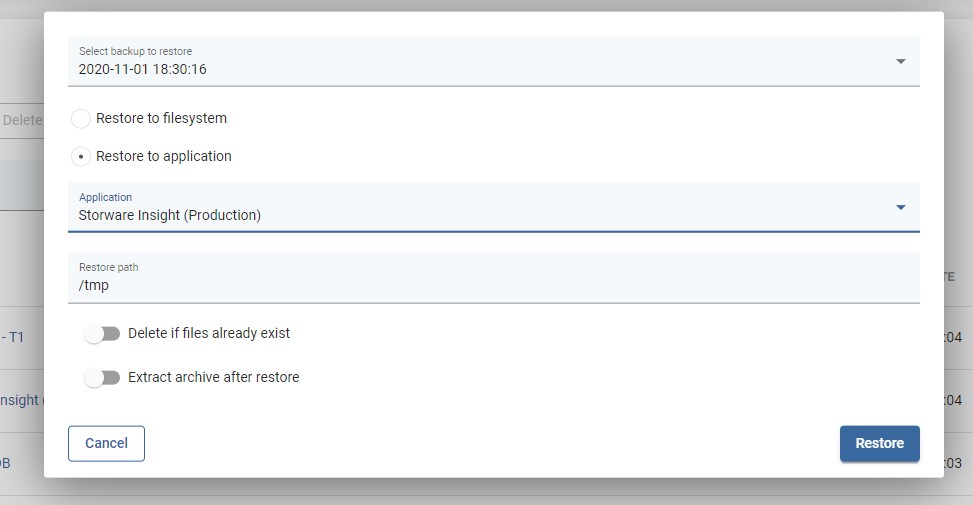 Select backup to restore
2020-11-01 18:30:16
Restore to filesystem
Delete
Restore to application
Application
Storware Insight (Production)
Restore path
/tmp
TE
Delete if files already exist
- T1
:04
Extract archive after restore
nsight
:04
Cancel
Restore
DB
:03